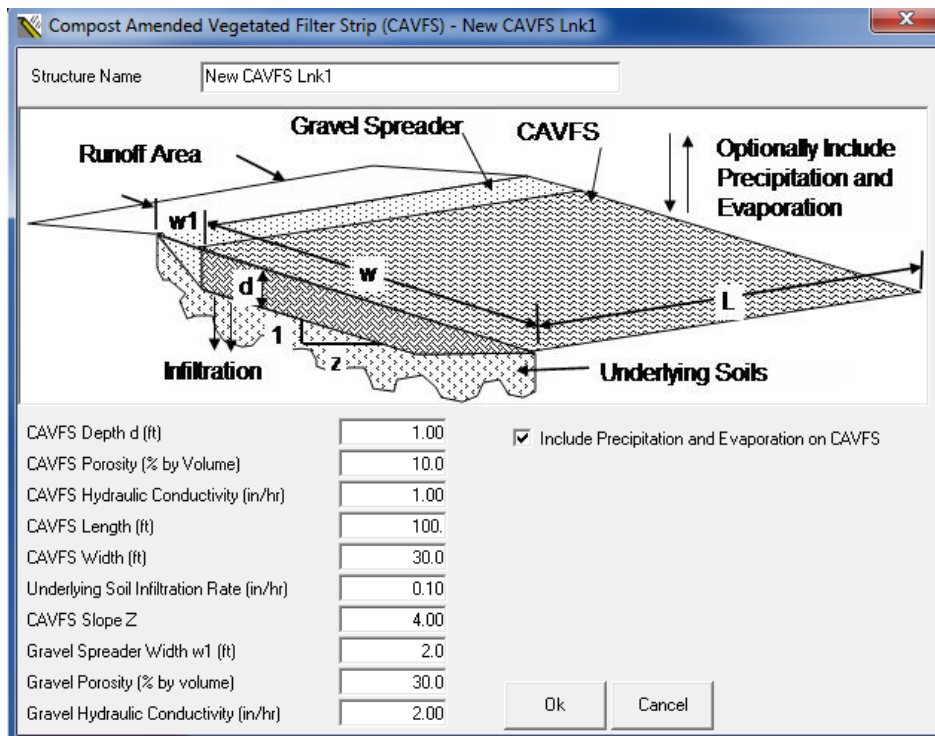 Compost Amended Vegetated Filter Strip (CAVFS) - New CAVFS Lnk1
Structure Name New CAVFS Lnk1
Gravel Spreader
CAVFS
Runoff Area
Optionally Include
Precipitation and
Evaporation
w1
w
d
L
1
z
Infiltration
Underlying Soils
CAVFS Depth d (ft) 1.00
Include Precipitation and Evaporation on CAVFS
CAVFS Porosity (% by Volume) 10.0
CAVFS Hydraulic Conductivity (in/hr) 1.00
CAVFS Length (ft) 100.
CAVFS Width (ft) 30.0
Underlying Soil Infiltration Rate (in/hr) 0.10
CAVFS Slope Z 4.00
Gravel Spreader Width w1 (ft) 2.0
Gravel Porosity (% by volume) 30.0
Gravel Hydraulic Conductivity (in/hr) 2.00
Ok Cancel